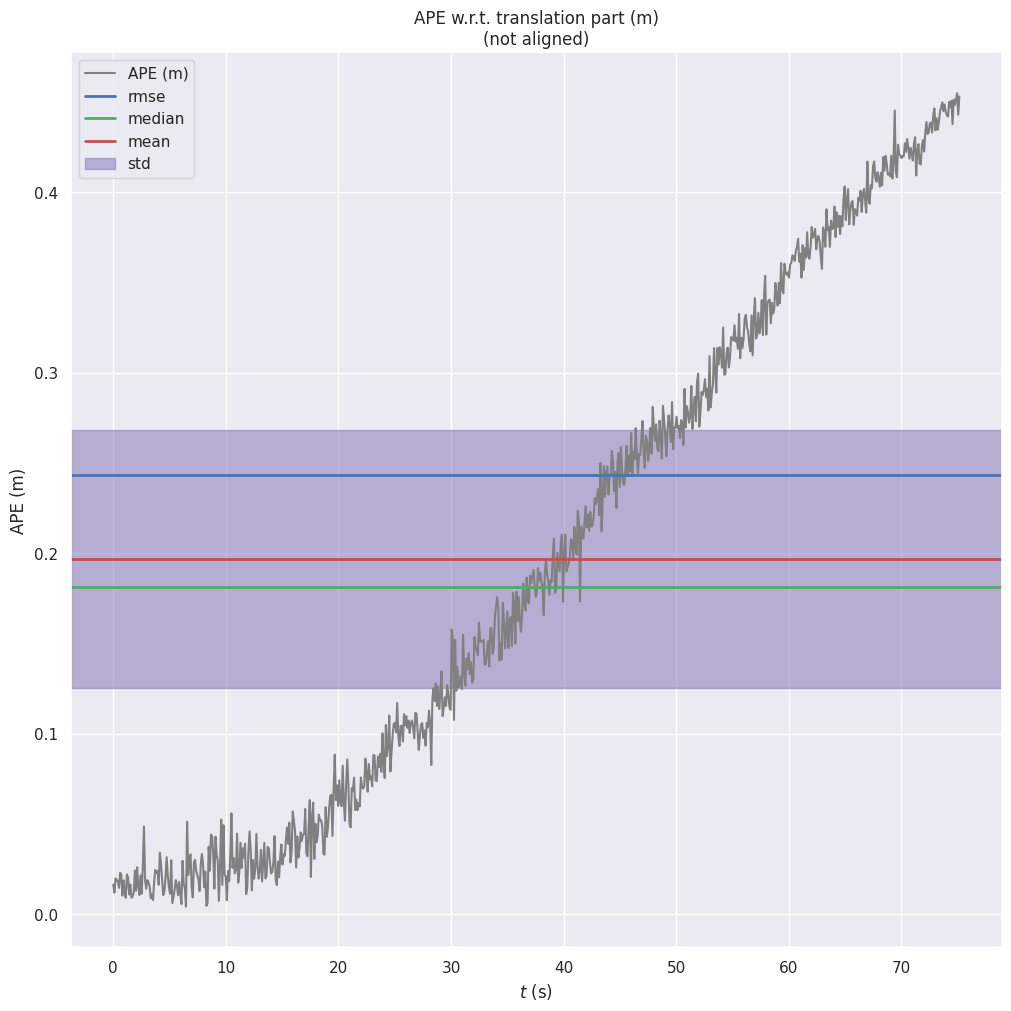 APE w.r.t. translation part (m)
(not aligned)
APE (m)
rmse
median
mean
std
APE (m)
0.4
0.3
0.2
0.1
0.0
0 10 20 30 40 50 60 70
t (s)